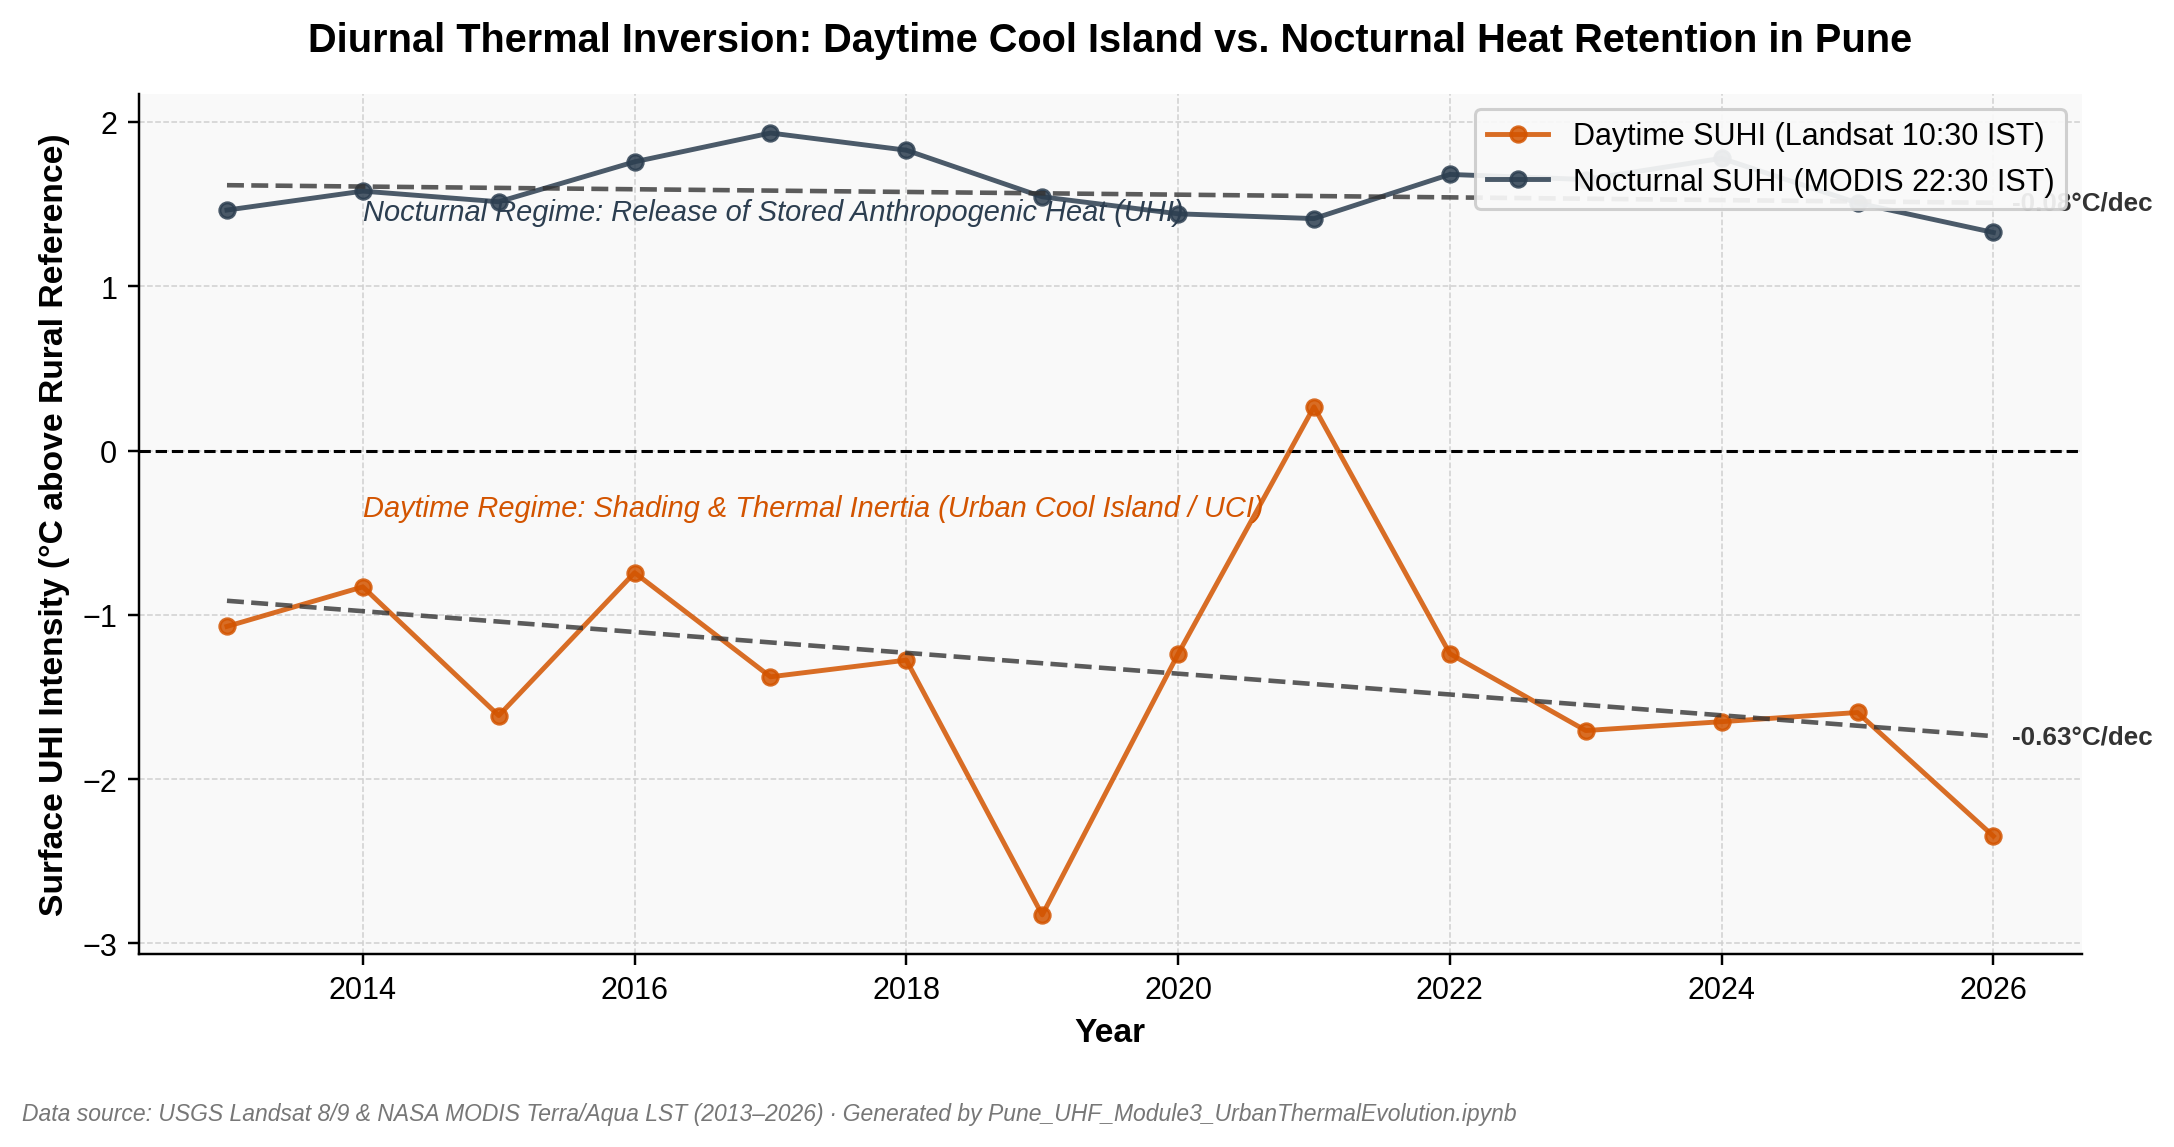 Diurnal Thermal Inversion: Daytime Cool Island vs. Nocturnal Heat Retention in Pune
Surface UHI Intensity (°C above Rural Reference)
2
1
0
−1
−2
−3
Daytime SUHI (Landsat 10:30 IST)
Nocturnal SUHI (MODIS 22:30 IST)
-0.08°C/dec
Nocturnal Regime: Release of Stored Anthropogenic Heat (UHI)
Daytime Regime: Shading & Thermal Inertia (Urban Cool Island / UCI)
-0.63°C/dec
2014
2016
2018
2020
2022
2024
2026
Year
Data source: USGS Landsat 8/9 & NASA MODIS Terra/Aqua LST (2013–2026) · Generated by Pune_UHF_Module3_UrbanThermalEvolution.ipynb